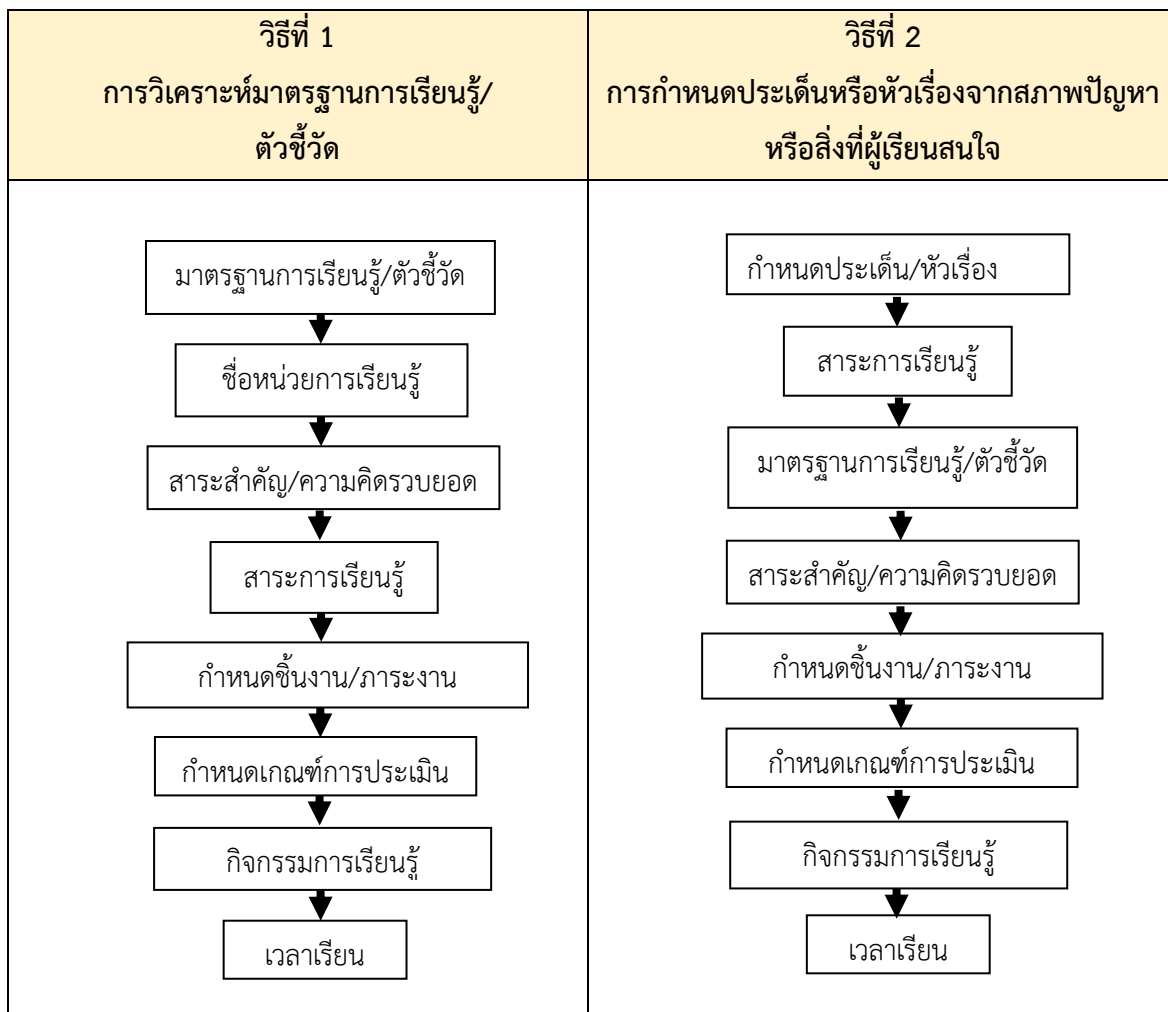 วิธีที่ 1
การวิเคราะห์มาตรฐานการเรียนรู้/
ตัวชี้วัด
วิธีที่ 2
การกำหนดประเด็นหรือหัวเรื่องจากสภาพปัญหา
หรือสิ่งที่ผู้เรียนสนใจ
มาตรฐานการเรียนรู้/ตัวชี้วัด
ชื่อหน่วยการเรียนรู้
สาระสำคัญ/ความคิดรวบยอด
สาระการเรียนรู้
กำหนดชิ้นงาน/ภาระงาน
กำหนดเกณฑ์การประเมิน
กิจกรรมการเรียนรู้
เวลาเรียน
กำหนดประเด็น/หัวเรื่อง
สาระการเรียนรู้
มาตรฐานการเรียนรู้/ตัวชี้วัด
สาระสำคัญ/ความคิดรวบยอด
กำหนดชิ้นงาน/ภาระงาน
กำหนดเกณฑ์การประเมิน
กิจกรรมการเรียนรู้
เวลาเรียน